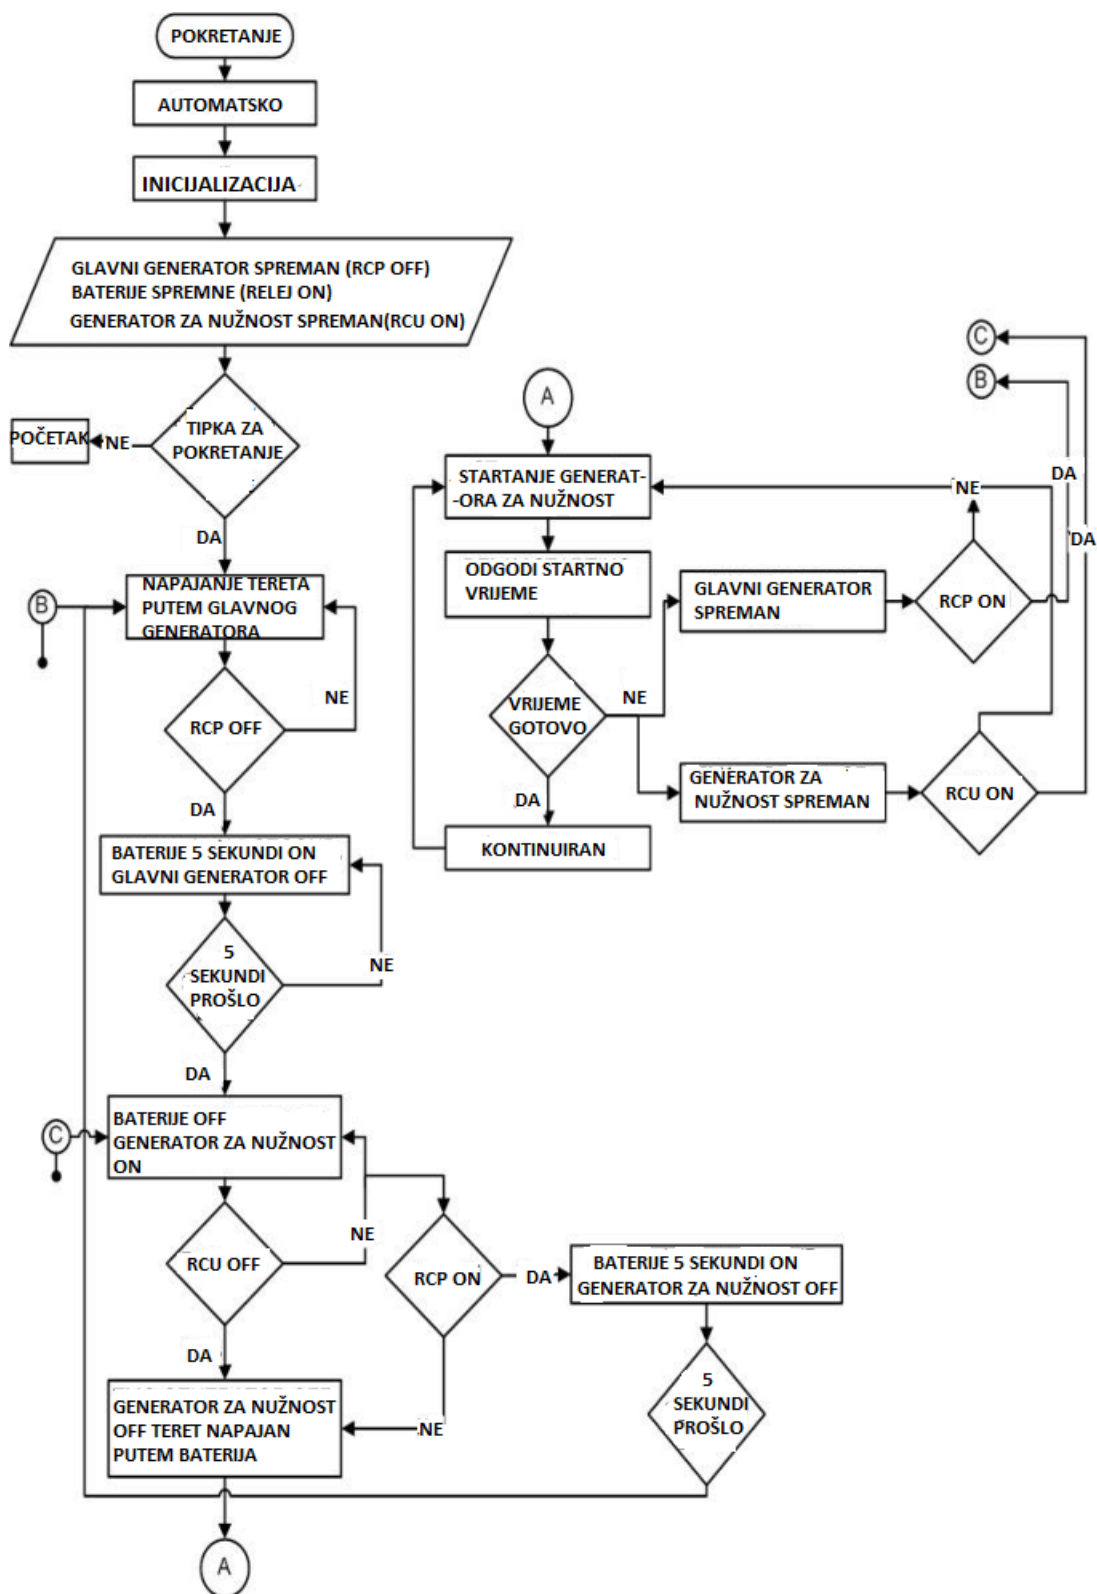 POKRETANJE
AUTOMATSKO
INICIJALIZACIJA
GLAVNI GENERATOR SPREMAN (RCP OFF)
BATERIJE SPREMNE (RELEJ ON)
GENERATOR ZA NUŽNOST SPREMAN(RCU ON)
TIPKA ZA
POKRETANJE
NE
POČETAK
DA
B
NAPAJANJE TERETA
PUTEM GLAVNOG
GENERATORA
RCP OFF
NE
DA
BATERIJE 5 SEKUNDI ON
GLAVNI GENERATOR OFF
5
SEKUNDI
PROŠLO
NE
DA
C
BATERIJE OFF
GENERATOR ZA NUŽNOST
ON
RCU OFF
NE
DA
RCP ON
DA
NE
BATERIJE 5 SEKUNDI ON
GENERATOR ZA NUŽNOST OFF
5
SEKUNDI
PROŠLO
GENERATOR ZA NUŽNOST
OFF TERET NAPAJAN
PUTEM BATERIJA
A
A
STARTANJE GENERAT-
-ORA ZA NUŽNOST
ODGODI STARTNO
VRIJEME
VRIJEME
GOTOVO
NE
DA
KONTINUIRAN
GLAVNI GENERATOR
SPREMAN
RCP ON
NE
DA
B
GENERATOR ZA
NUŽNOST SPREMAN
RCU ON
DA
C